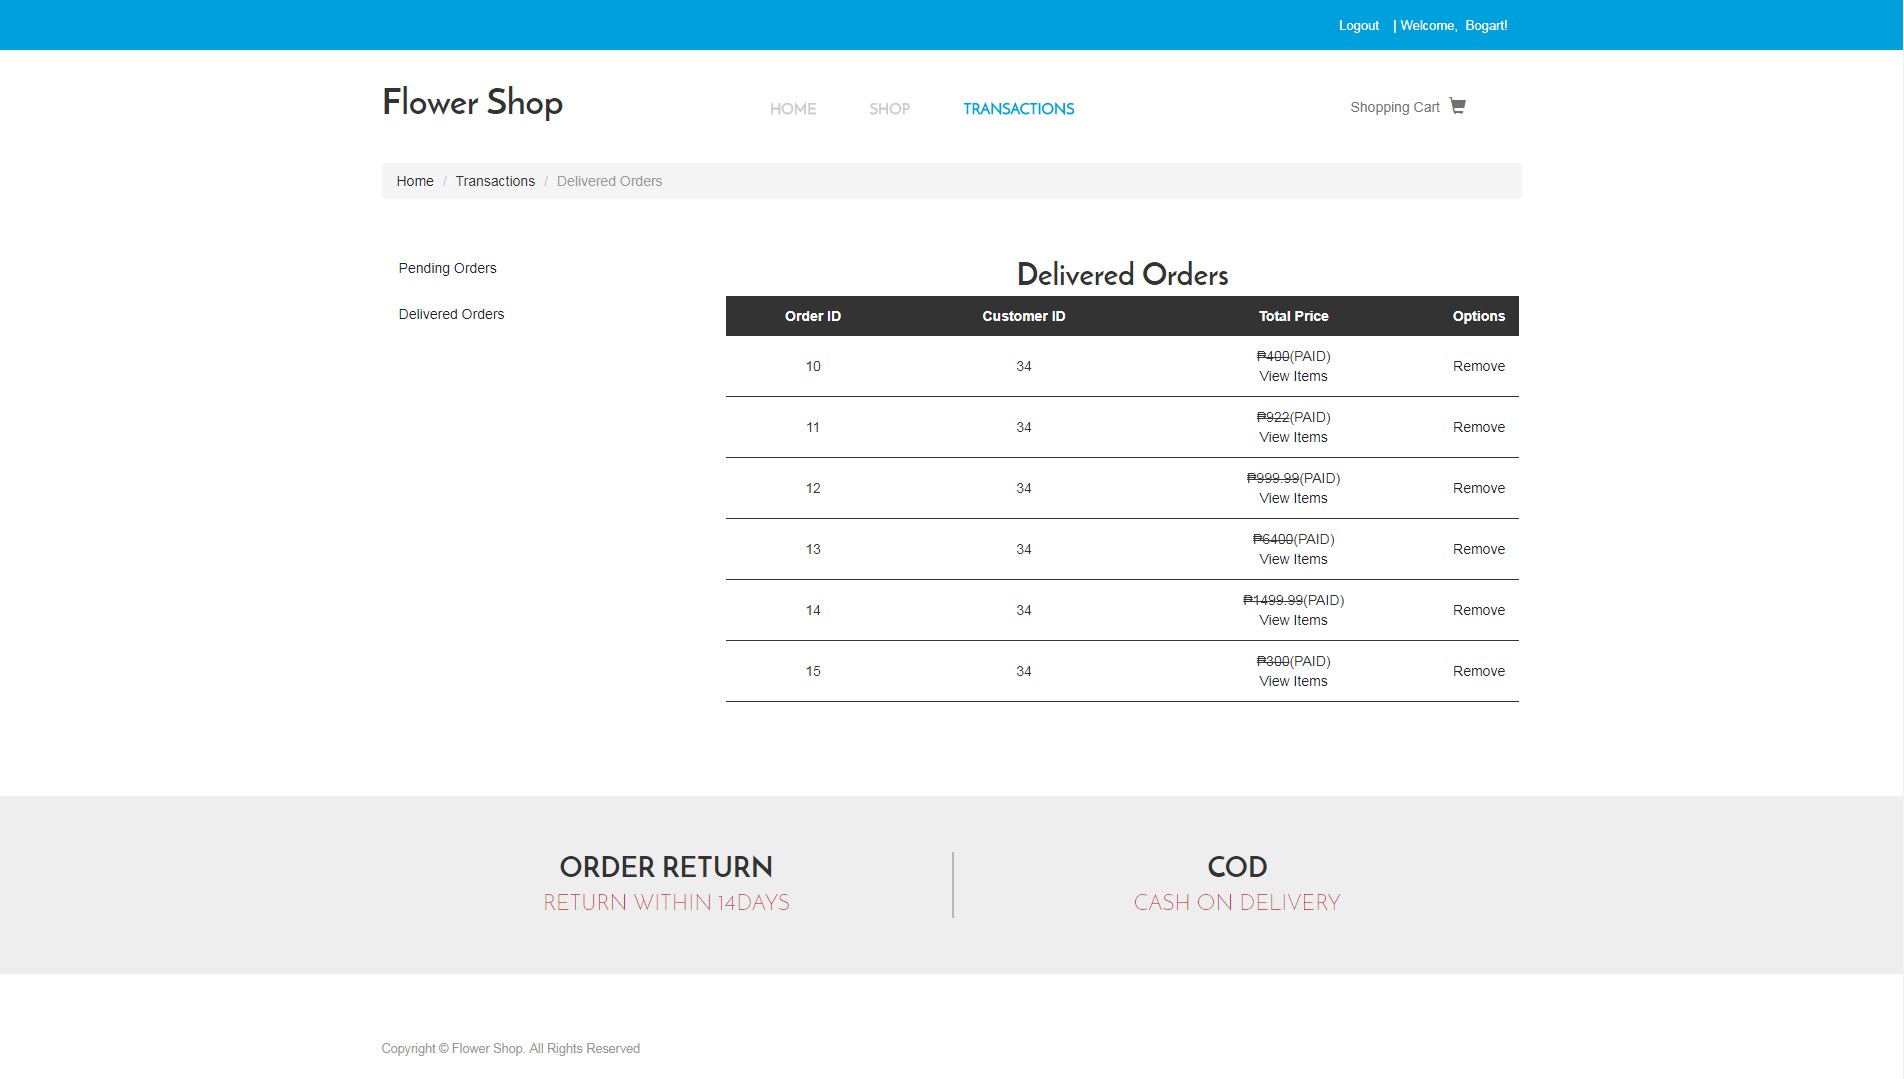 Logout | Welcome, Bogart!
Flower Shop
HOME SHOP TRANSACTIONS
Shopping Cart
Home / Transactions / Delivered Orders
Pending Orders
Delivered Orders
Delivered Orders
Order ID Customer ID Total Price Options
10 34 ₱400(PAID) Remove
View Items
11 34 ₱922(PAID) Remove
View Items
12 34 ₱999.99(PAID) Remove
View Items
13 34 ₱6400(PAID) Remove
View Items
14 34 ₱1499.99(PAID) Remove
View Items
15 34 ₱300(PAID) Remove
View Items
ORDER RETURN
RETURN WITHIN 14DAYS
COD
CASH ON DELIVERY
Copyright © Flower Shop. All Rights Reserved